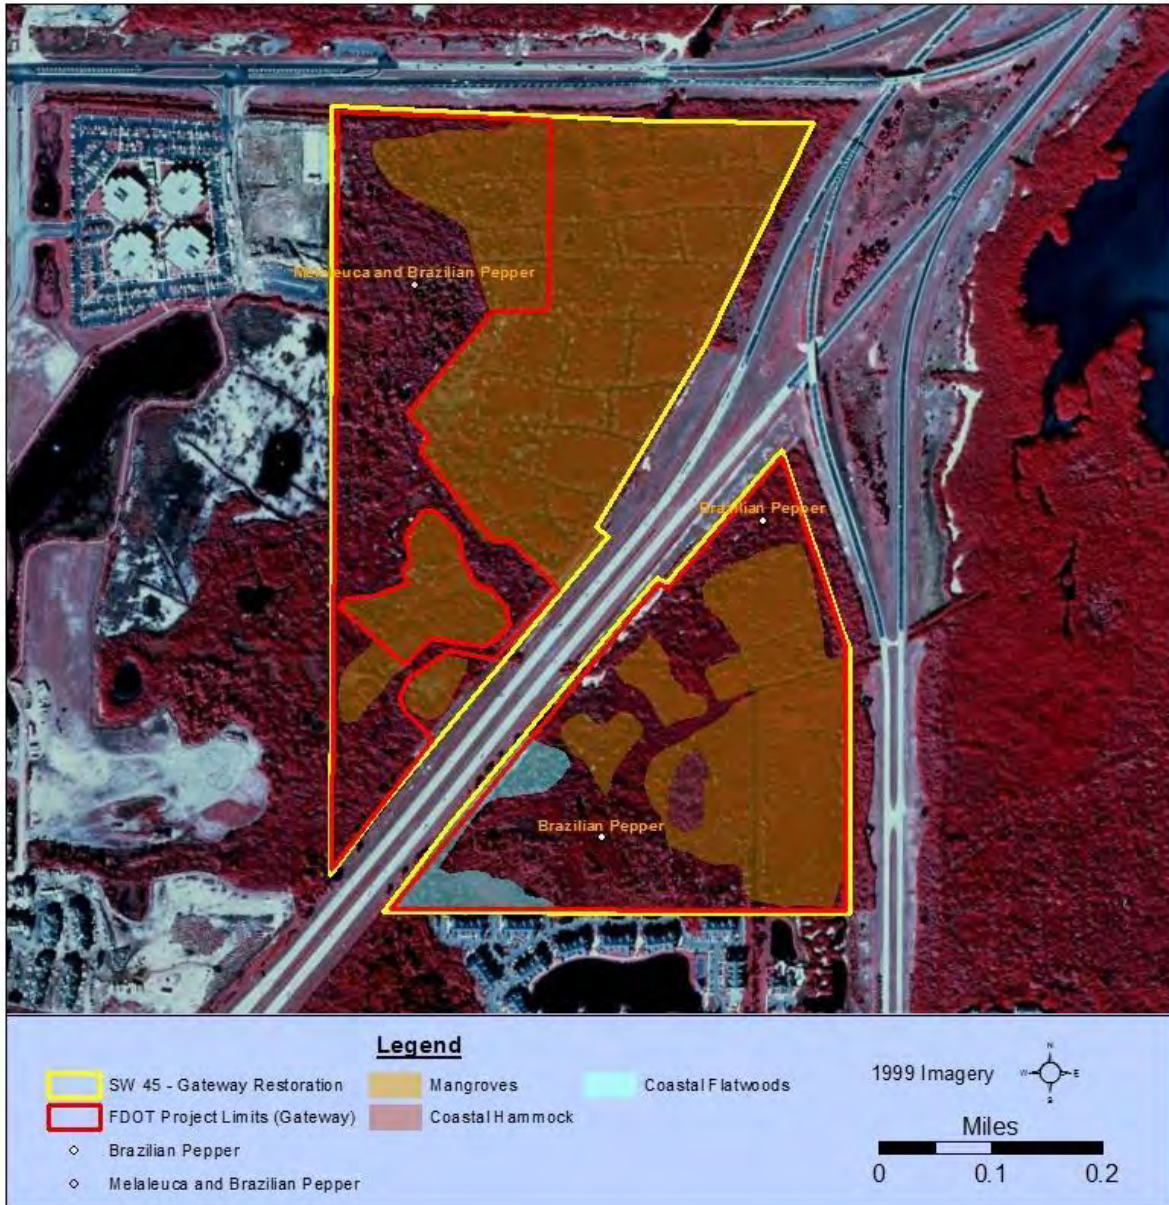 Melaleuca and Brazilian Pepper
Brazilian Pepper
Brazilian Pepper
Legend
SW 45 - Gateway Restoration
Mangroves
Coastal Flatwoods
FDOT Project Limits (Gateway)
Coastal Hammock
Brazilian Pepper
Melaleuca and Brazilian Pepper
1999 Imagery
N
W
E
S
Miles
0 0.1 0.2